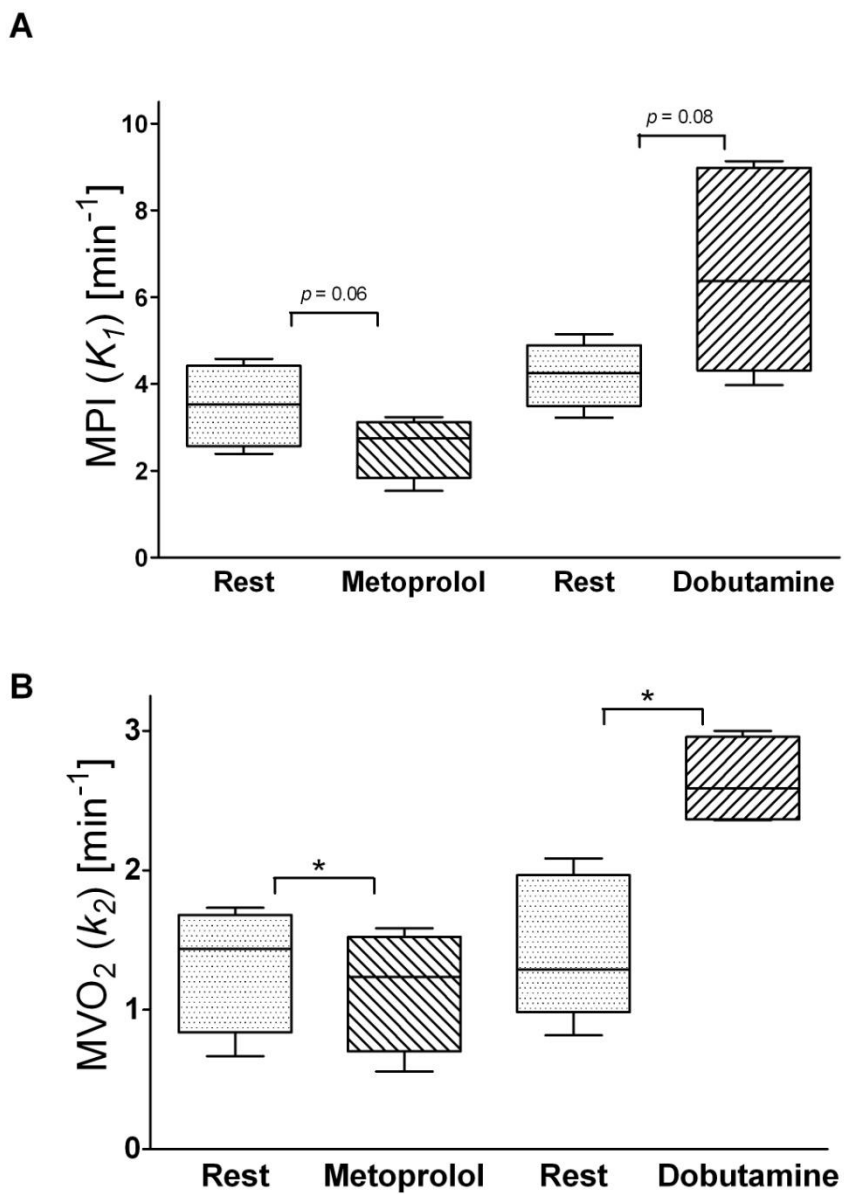 A
MPI (K₁) [min⁻¹]
10
8
6
4
2
0
p = 0.06
p = 0.08
Rest Metoprolol Rest Dobutamine
B
MVO₂ (k₂) [min⁻¹]
3
2
1
0
*
*
Rest Metoprolol Rest Dobutamine